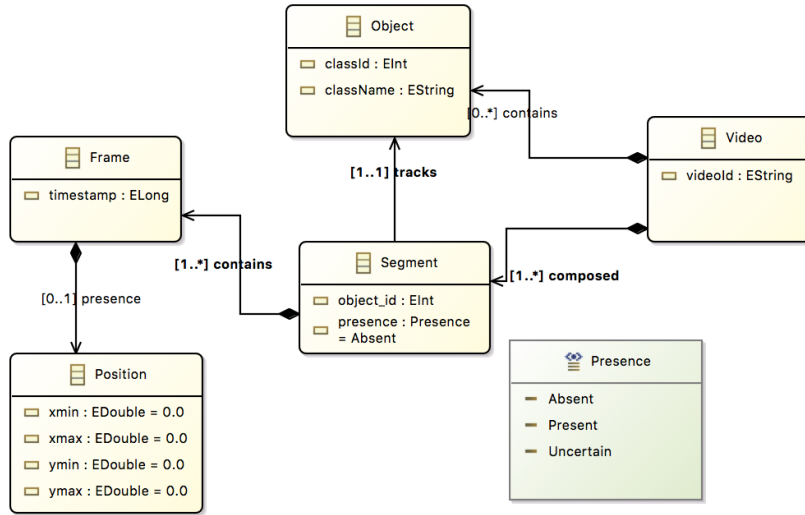 Object
classId : EInt
className : EString
[0..*] contains
Video
videoId : EString
Frame
timestamp : ELong
[1..1] tracks
[1..*] contains
Segment
object_id : EInt
presence : Presence
= Absent
[1..*] composed
[0..1] presence
Position
xmin : EDouble = 0.0
xmax : EDouble = 0.0
ymin : EDouble = 0.0
ymax : EDouble = 0.0
Presence
Absent
Present
Uncertain